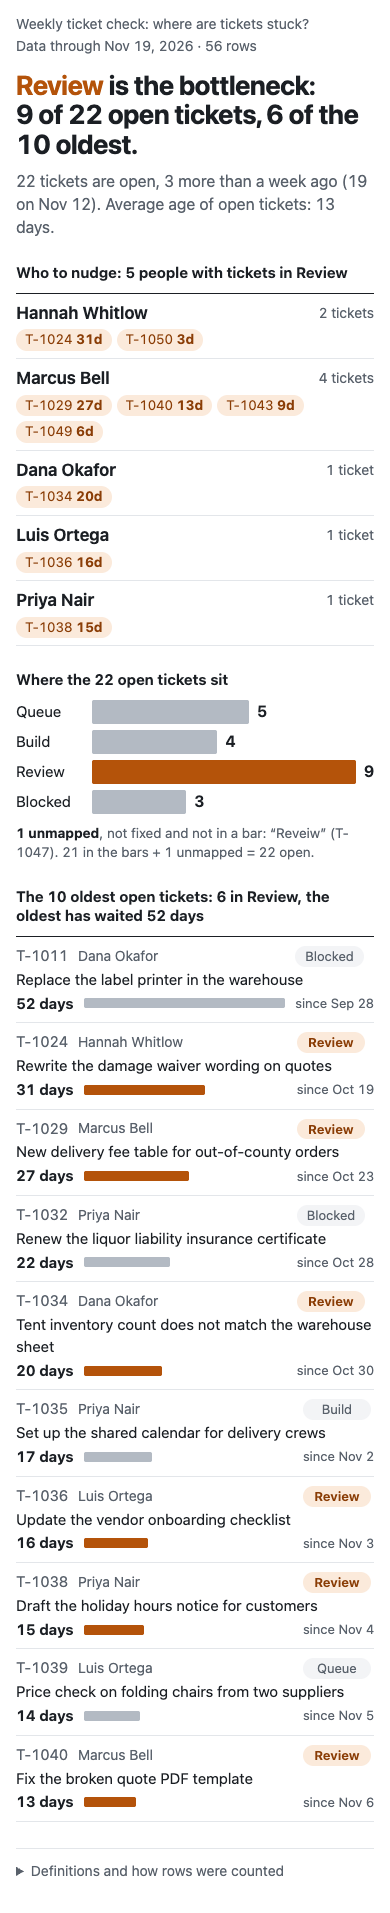 Weekly ticket check: where are tickets stuck?
Data through Nov 19, 2026 · 56 rows
Review is the bottleneck:
9 of 22 open tickets, 6 of the
10 oldest.
22 tickets are open, 3 more than a week ago (19
on Nov 12). Average age of open tickets: 13
days.
Who to nudge: 5 people with tickets in Review
Hannah Whitlow 2 tickets
T-1024 31d T-1050 3d
Marcus Bell 4 tickets
T-1029 27d T-1040 13d T-1043 9d
T-1049 6d
Dana Okafor 1 ticket
T-1034 20d
Luis Ortega 1 ticket
T-1036 16d
Priya Nair 1 ticket
T-1038 15d
Where the 22 open tickets sit
Queue 5
Build 4
Review 9
Blocked 3
1 unmapped, not fixed and not in a bar: “Reveiw” (T-
1047). 21 in the bars + 1 unmapped = 22 open.
The 10 oldest open tickets: 6 in Review, the
oldest has waited 52 days
T-1011 Dana Okafor Blocked
Replace the label printer in the warehouse
52 days since Sep 28
T-1024 Hannah Whitlow Review
Rewrite the damage waiver wording on quotes
31 days since Oct 19
T-1029 Marcus Bell Review
New delivery fee table for out-of-county orders
27 days since Oct 23
T-1032 Priya Nair Blocked
Renew the liquor liability insurance certificate
22 days since Oct 28
T-1034 Dana Okafor Review
Tent inventory count does not match the warehouse
sheet
20 days since Oct 30
T-1035 Priya Nair Build
Set up the shared calendar for delivery crews
17 days since Nov 2
T-1036 Luis Ortega Review
Update the vendor onboarding checklist
16 days since Nov 3
T-1038 Priya Nair Review
Draft the holiday hours notice for customers
15 days since Nov 4
T-1039 Luis Ortega Queue
Price check on folding chairs from two suppliers
14 days since Nov 5
T-1040 Marcus Bell Review
Fix the broken quote PDF template
13 days since Nov 6
Definitions and how rows were counted